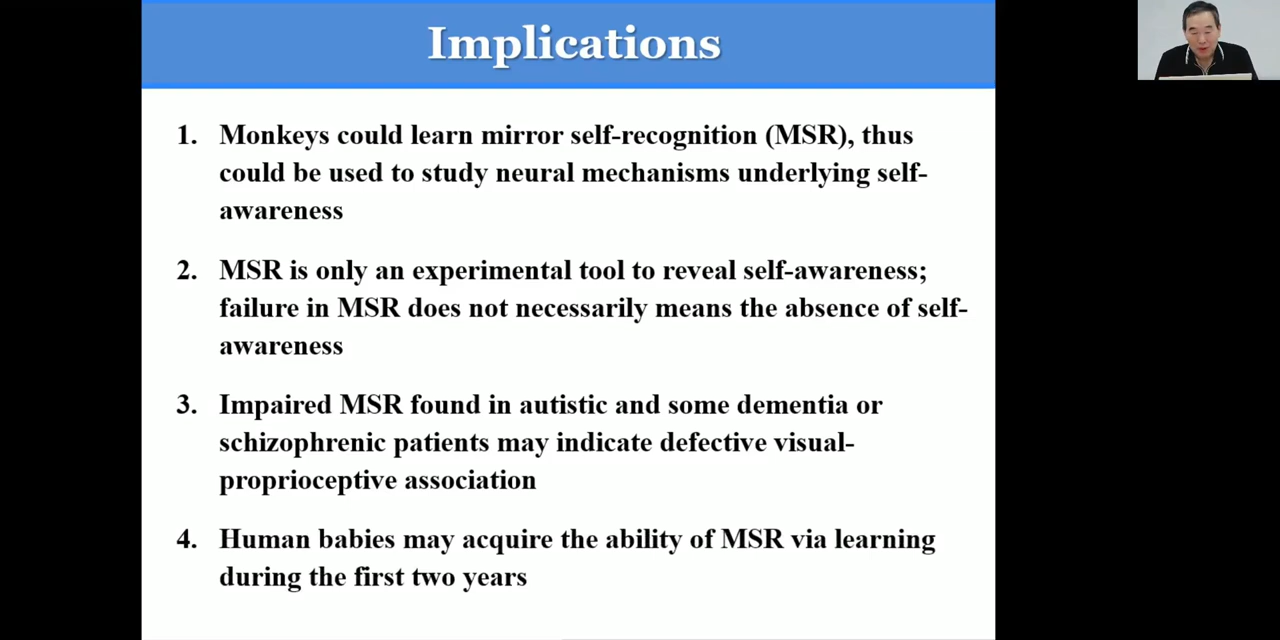 Implications
1. Monkeys could learn mirror self-recognition (MSR), thus
could be used to study neural mechanisms underlying self-
awareness
2. MSR is only an experimental tool to reveal self-awareness;
failure in MSR does not necessarily means the absence of self-
awareness
3. Impaired MSR found in autistic and some dementia or
schizophrenic patients may indicate defective visual-
proprioceptive association
4. Human babies may acquire the ability of MSR via learning
during the first two years